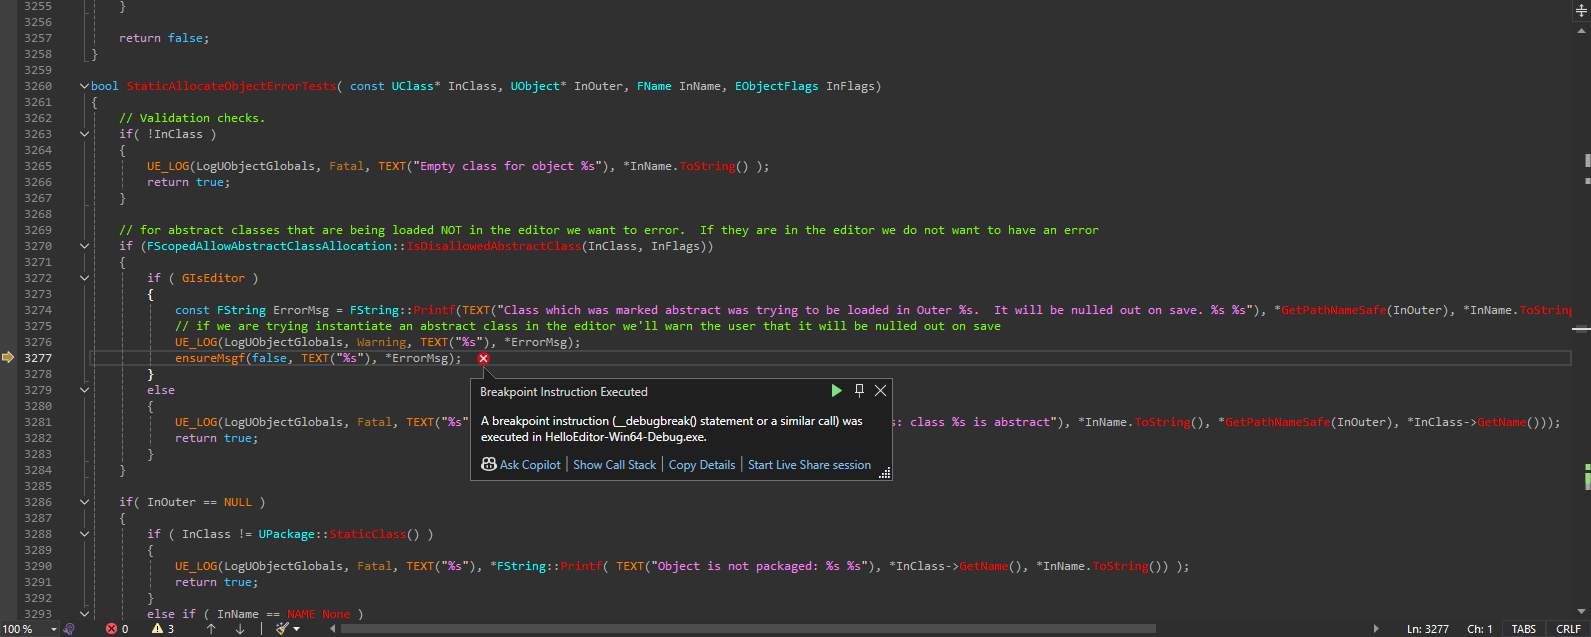 3255 }
3256
3257 return false;
3258 }
3259
3260 bool StaticAllocateObjectErrorTests( const UClass* InClass, UObject* InOuter, FName InName, EObjectFlags InFlags)
3261 {
3262 // Validation checks.
3263 if( !InClass )
3264 {
3265 UE_LOG(LogUObjectGlobals, Fatal, TEXT("Empty class for object %s"), *InName.ToString() );
3266 return true;
3267 }
3268
3269 // for abstract classes that are being loaded NOT in the editor we want to error.  If they are in the editor we do not want to have an error
3270 if (FScopedAllowAbstractClassAllocation::IsDisallowedAbstractClass(InClass, InFlags))
3271 {
3272 if ( GIsEditor )
3273 {
3274 const FString ErrorMsg = FString::Printf(TEXT("Class which was marked abstract was trying to be loaded in Outer %s.  It will be nulled out on save. %s %s"), *GetPathNameSafe(InOuter), *InName.ToString
3275 // if we are trying instantiate an abstract class in the editor we'll warn the user that it will be nulled out on save
3276 UE_LOG(LogUObjectGlobals, Warning, TEXT("%s"), *ErrorMsg);
3277 ensureMsgf(false, TEXT("%s"), *ErrorMsg);
3278 }
3279 else
3280 {
3281 UE_LOG(LogUObjectGlobals, Fatal, TEXT("%s" s: class %s is abstract"), *InName.ToString(), *GetPathNameSafe(InOuter), *InClass->GetName()));
3282 return true;
3283 }
3284 }
3285
3286 if( InOuter == NULL )
3287 {
3288 if ( InClass != UPackage::StaticClass() )
3289 {
3290 UE_LOG(LogUObjectGlobals, Fatal, TEXT("%s"), *FString::Printf( TEXT("Object is not packaged: %s %s"), *InClass->GetName(), *InName.ToString()) );
3291 return true;
3292 }
3293 else if ( InName == NAME_None )
Breakpoint Instruction Executed
A breakpoint instruction (__debugbreak() statement or a similar call) was
executed in HelloEditor-Win64-Debug.exe.
Ask Copilot | Show Call Stack | Copy Details | Start Live Share session
100 % 0 3 Ln: 3277 Ch: 1 TABS CRLF